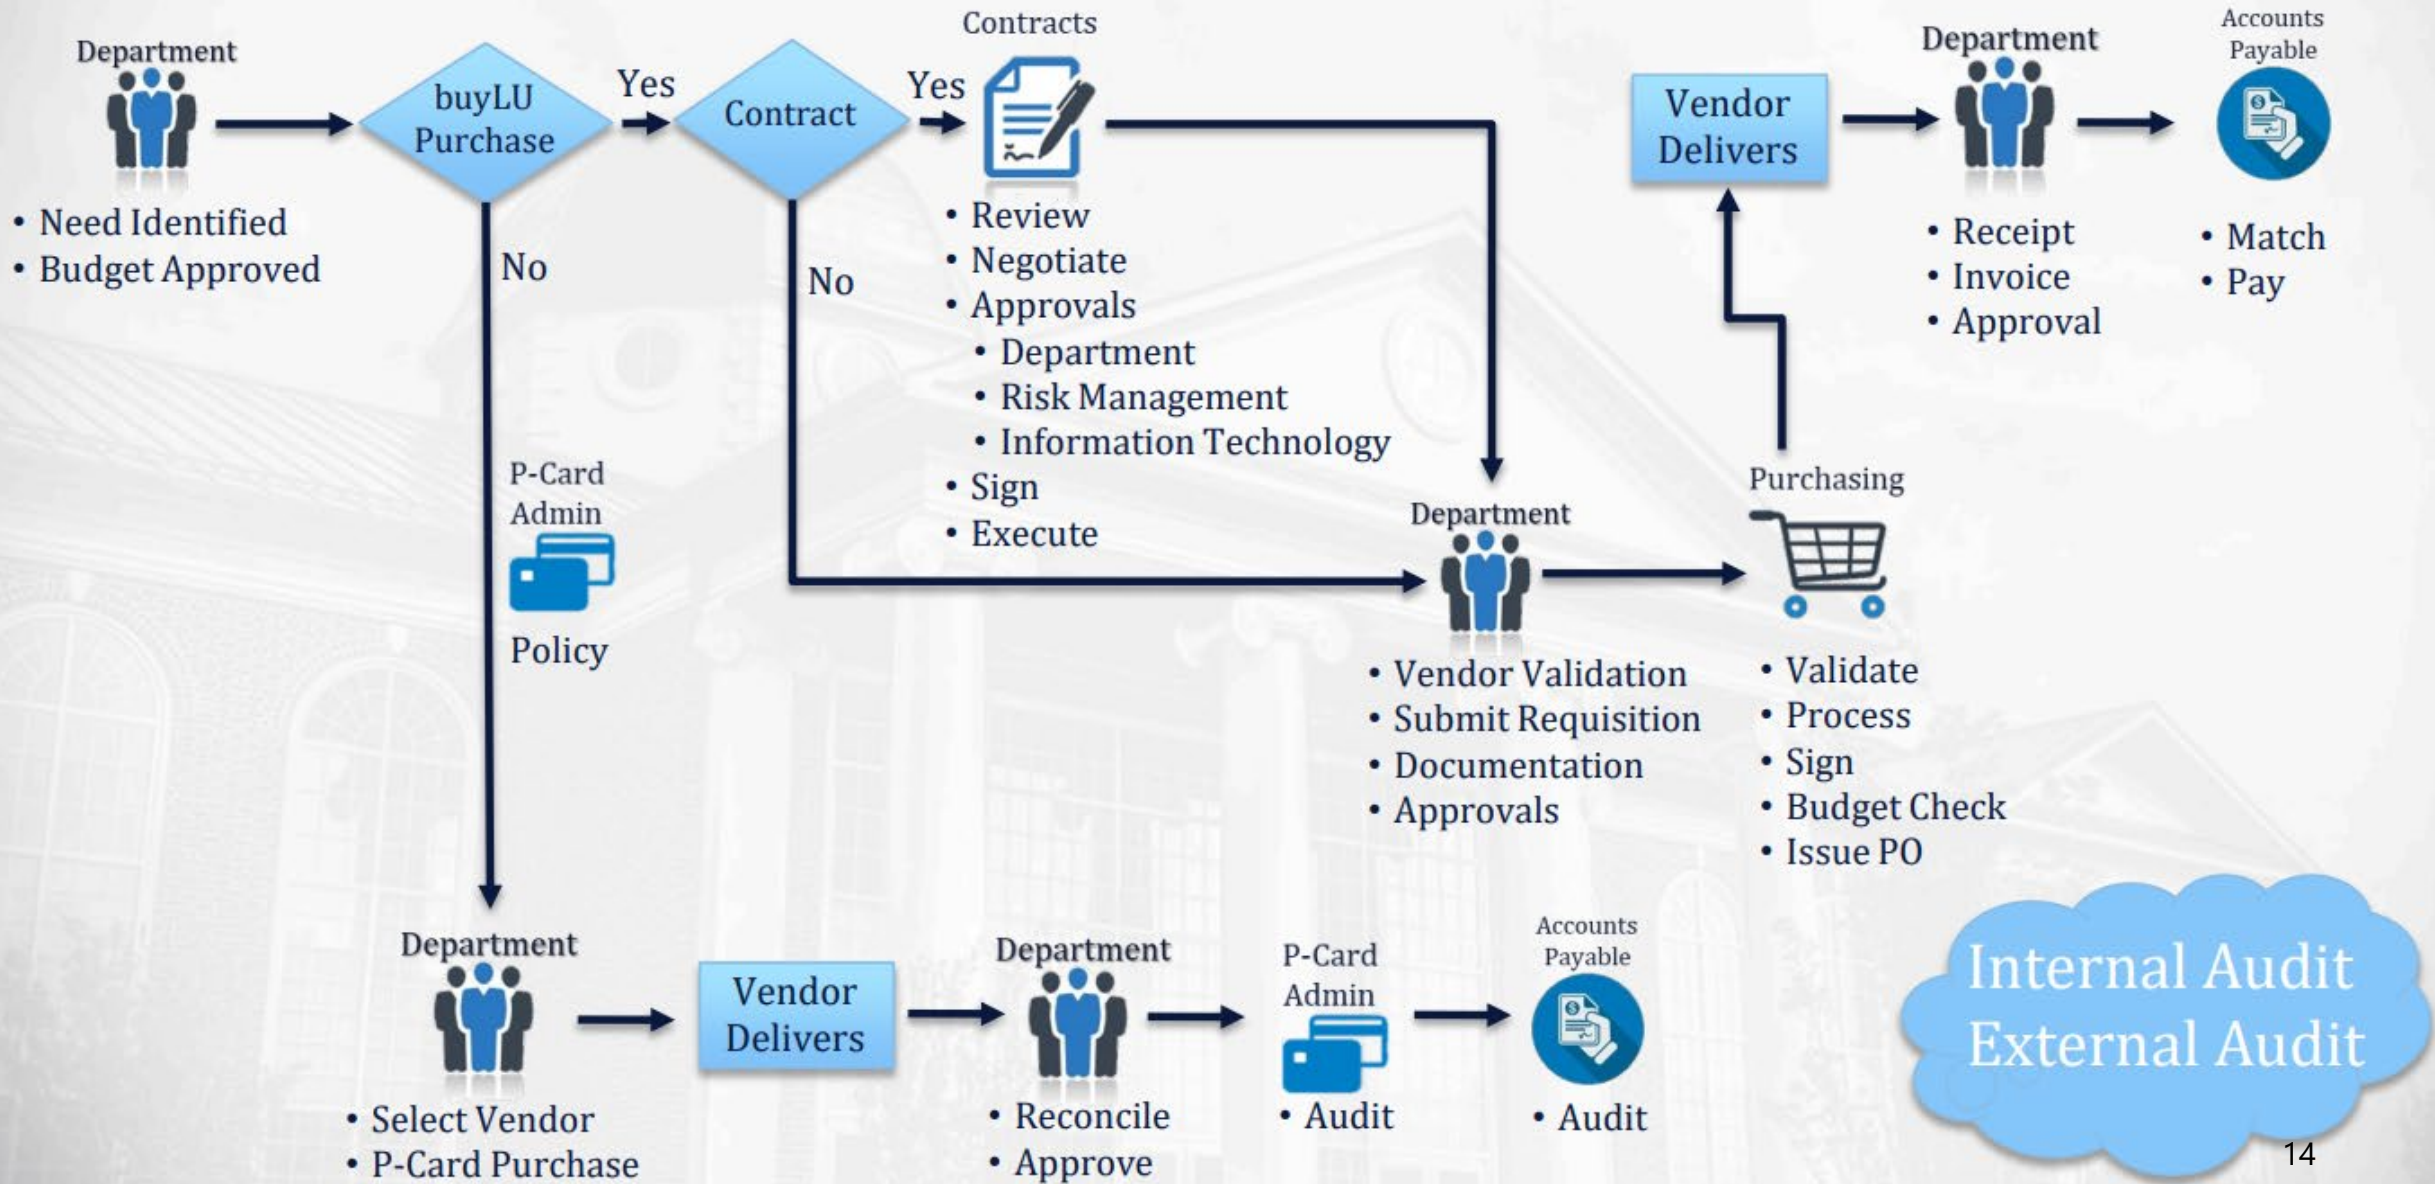 Department
• Need Identified
• Budget Approved
buyLU
Purchase
Yes
No
Contract
Yes
No
Contracts
• Review
• Negotiate
• Approvals
• Department
• Risk Management
• Information Technology
• Sign
• Execute
P-Card
Admin
Policy
Department
• Vendor Validation
• Submit Requisition
• Documentation
• Approvals
Purchasing
• Validate
• Process
• Sign
• Budget Check
• Issue PO
Vendor
Delivers
Department
• Receipt
• Invoice
• Approval
Accounts
Payable
• Match
• Pay
Department
• Select Vendor
• P-Card Purchase
Vendor
Delivers
Department
• Reconcile
• Approve
P-Card
Admin
• Audit
Accounts
Payable
• Audit
Internal Audit
External Audit
14